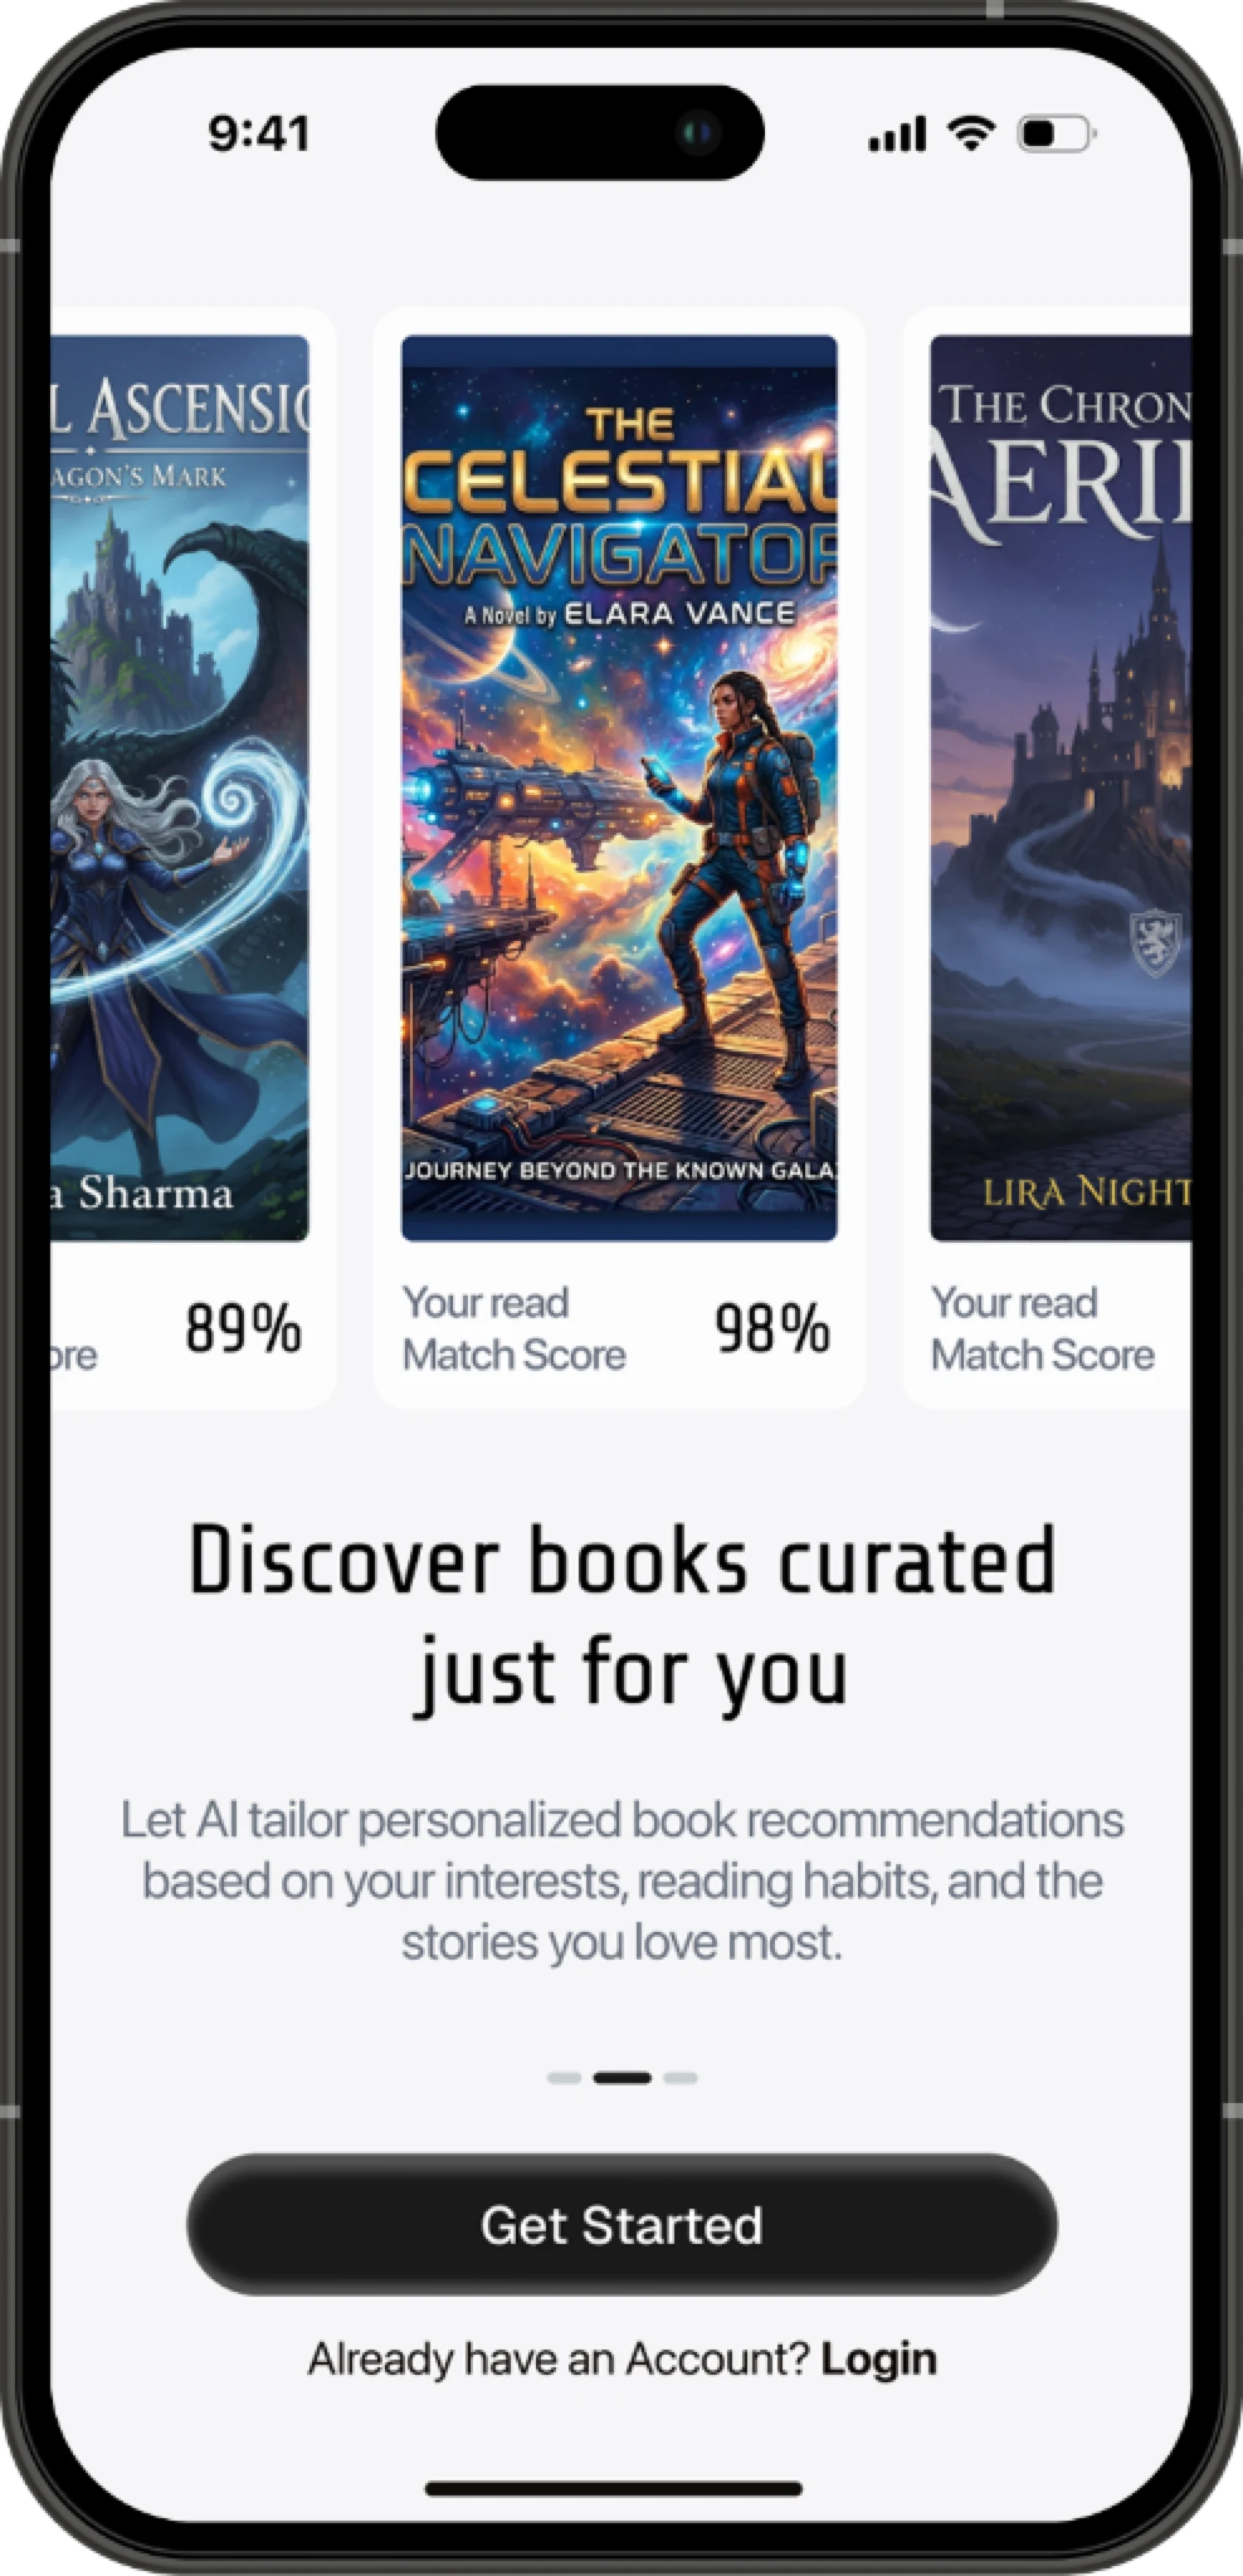 9:41
L ASCENSIO
AGON'S MARK
a Sharma
ore
89%
THE
CELESTIAL
NAVIGATOR
A Novel by ELARA VANCE
JOURNEY BEYOND THE KNOWN GALA
Your read
Match Score
98%
THE CHRON
AERI
LIRA NIGHT
Your read
Match Score
Discover books curated
just for you
Let AI tailor personalized book recommendations
based on your interests, reading habits, and the
stories you love most.
Get Started
Already have an Account? Login